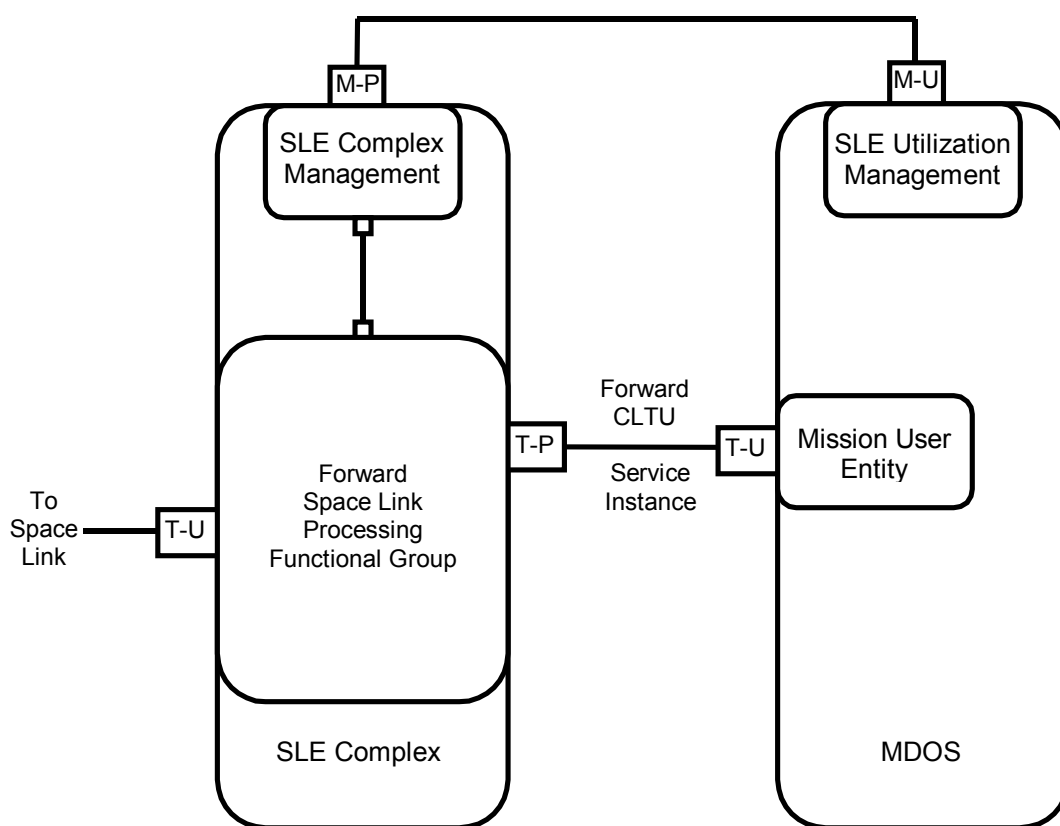 M-P
M-U
SLE Complex
Management
SLE Utilization
Management
Forward
CLTU
T-P
T-U
Mission User
Entity
Service
Instance
Forward
Space Link
Processing
Functional Group
To
Space
Link
T-U
SLE Complex
MDOS